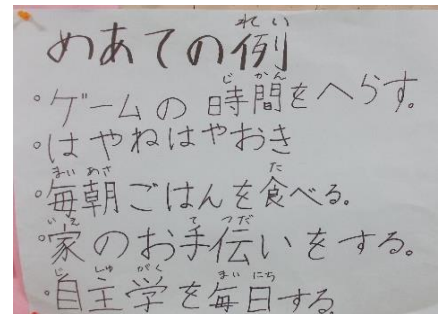 めあての例
・ゲームの時間をへらす。
・はやねはやおき
・毎朝ごはんを食べる。
・家のお手伝いをする。
・自主学を毎日する